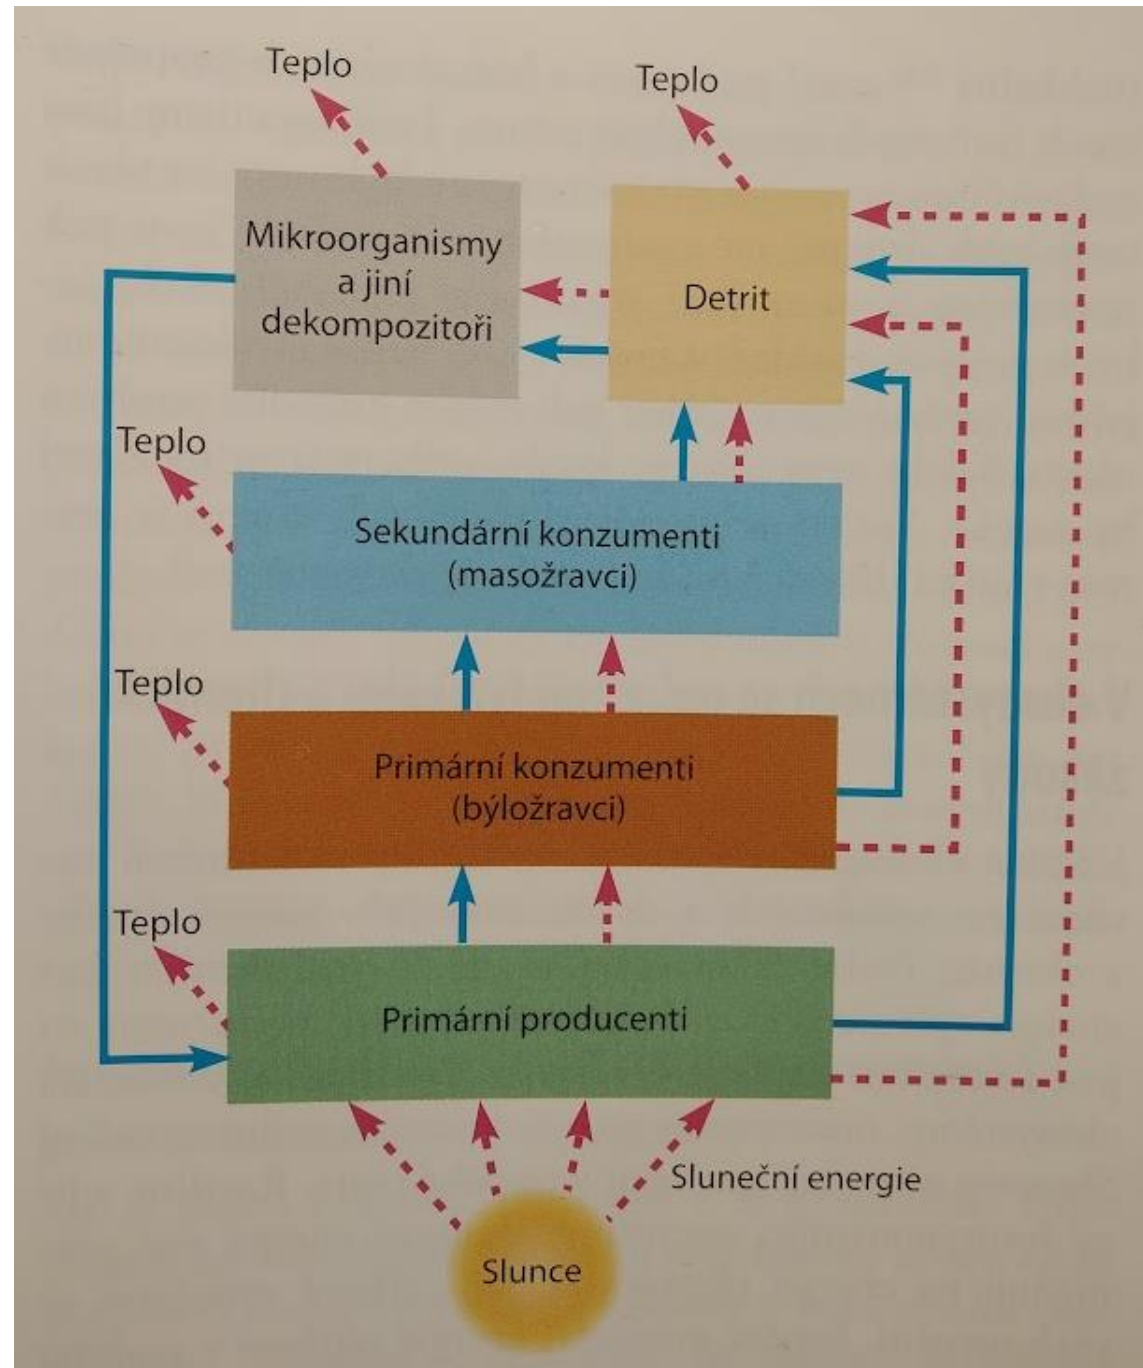 Teplo
Teplo
Mikroorganismy
a jiní
dekompozitoři
Detrit
Teplo
Sekundární konzumenti
(masožravci)
Teplo
Primární konzumenti
(býložravci)
Teplo
Primární producenti
Sluneční energie
Slunce